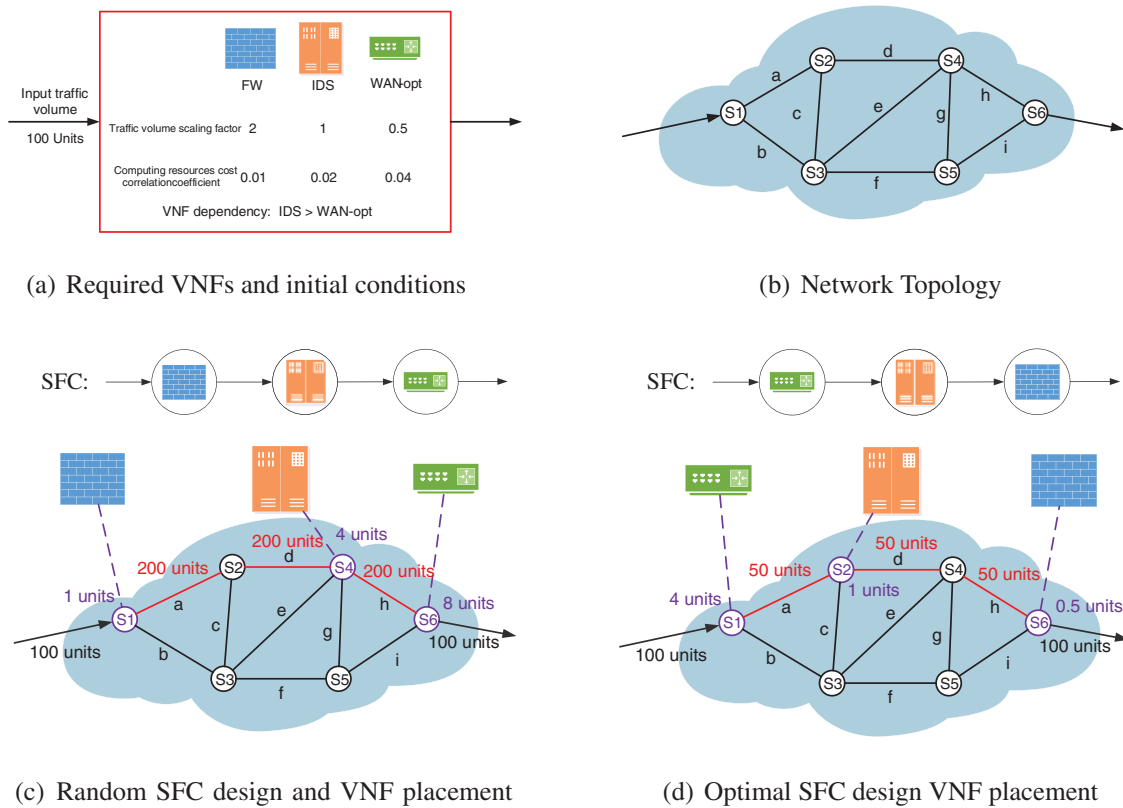 FW IDS WAN-opt
Input traffic
volume
100 Units
Traffic volume scaling factor 2 1 0.5
Computing resources cost
correlationcoefficient 0.01 0.02 0.04
VNF dependency: IDS > WAN-opt
(a) Required VNFs and initial conditions
S2 d S4
a h
c e g
S1 S6
b i
S3 f S5
(b) Network Topology
SFC:
4 units
200 units
d
200 units S2 S4 200 units
1 units a e h 8 units
S1 c g S6
100 units b i 100 units
S3 f S5
(c) Random SFC design and VNF placement
SFC:
50 units
d
50 units S2 S4 50 units
4 units a 1 units e h 0.5 units
S1 c g S6
100 units b i 100 units
S3 f S5
(d) Optimal SFC design VNF placement